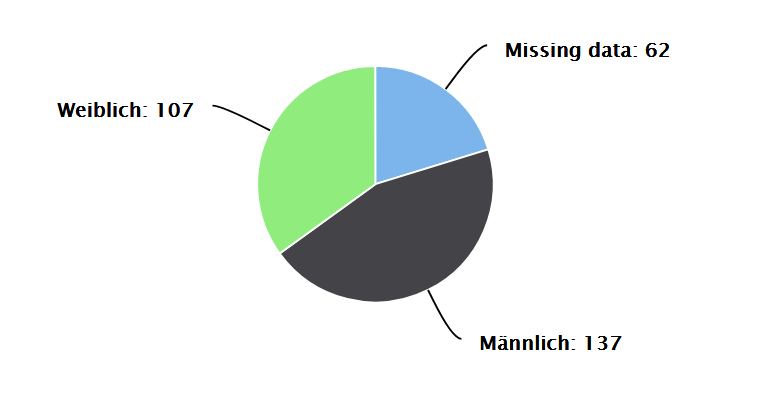 Missing data: 62
Weiblich: 107
Männlich: 137